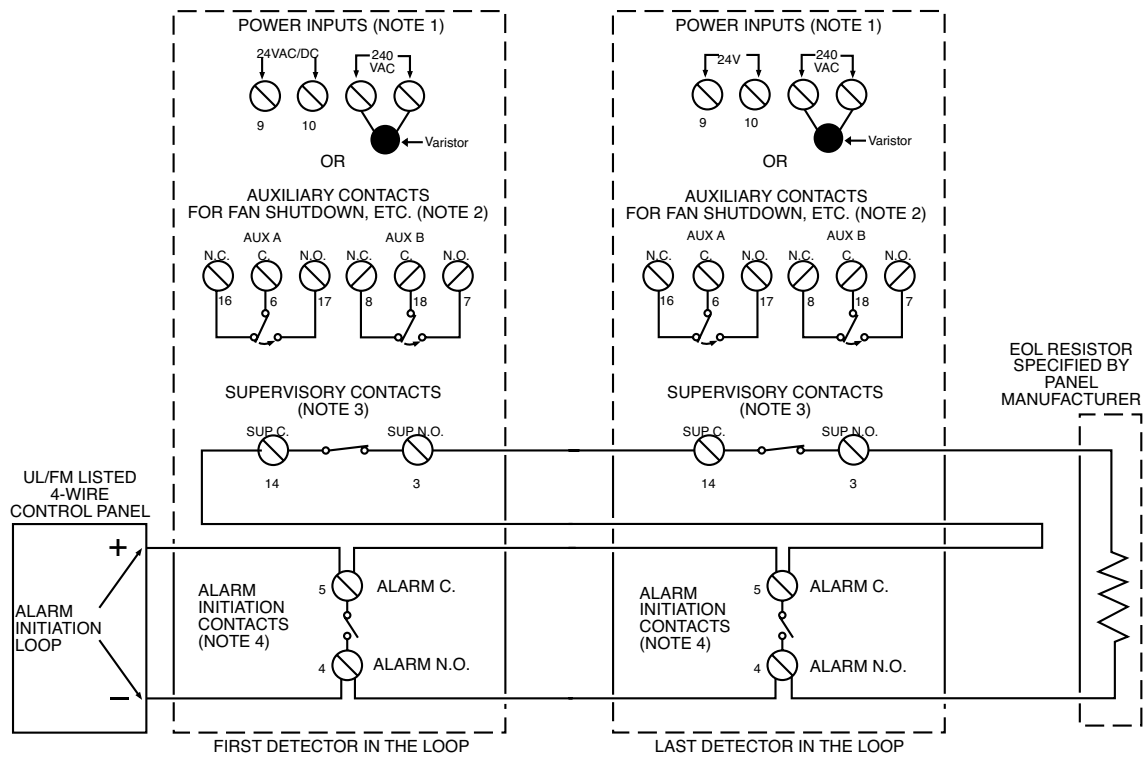 POWER INPUTS (NOTE 1)
24VAC/DC
240
VAC
9
10
Varistor
OR
AUXILIARY CONTACTS
FOR FAN SHUTDOWN, ETC. (NOTE 2)
AUX A
AUX B
N.C.
C.
N.O.
N.C.
C.
N.O.
16
6
17
8
18
7
SUPERVISORY CONTACTS
(NOTE 3)
SUP C.
SUP N.O.
14
3
POWER INPUTS (NOTE 1)
24V
240
VAC
9
10
Varistor
OR
AUXILIARY CONTACTS
FOR FAN SHUTDOWN, ETC. (NOTE 2)
AUX A
AUX B
N.C.
C.
N.O.
N.C.
C.
N.O.
16
6
17
8
18
7
SUPERVISORY CONTACTS
(NOTE 3)
SUP C.
SUP N.O.
14
3
EOL RESISTOR
SPECIFIED BY
PANEL
MANUFACTURER
UL/FM LISTED
4-WIRE
CONTROL PANEL
+
ALARM
INITIATION
LOOP
–
ALARM
INITIATION
CONTACTS
(NOTE 4)
5
ALARM C.
4
ALARM N.O.
ALARM
INITIATION
CONTACTS
(NOTE 4)
5
ALARM C.
4
ALARM N.O.
FIRST DETECTOR IN THE LOOP
LAST DETECTOR IN THE LOOP